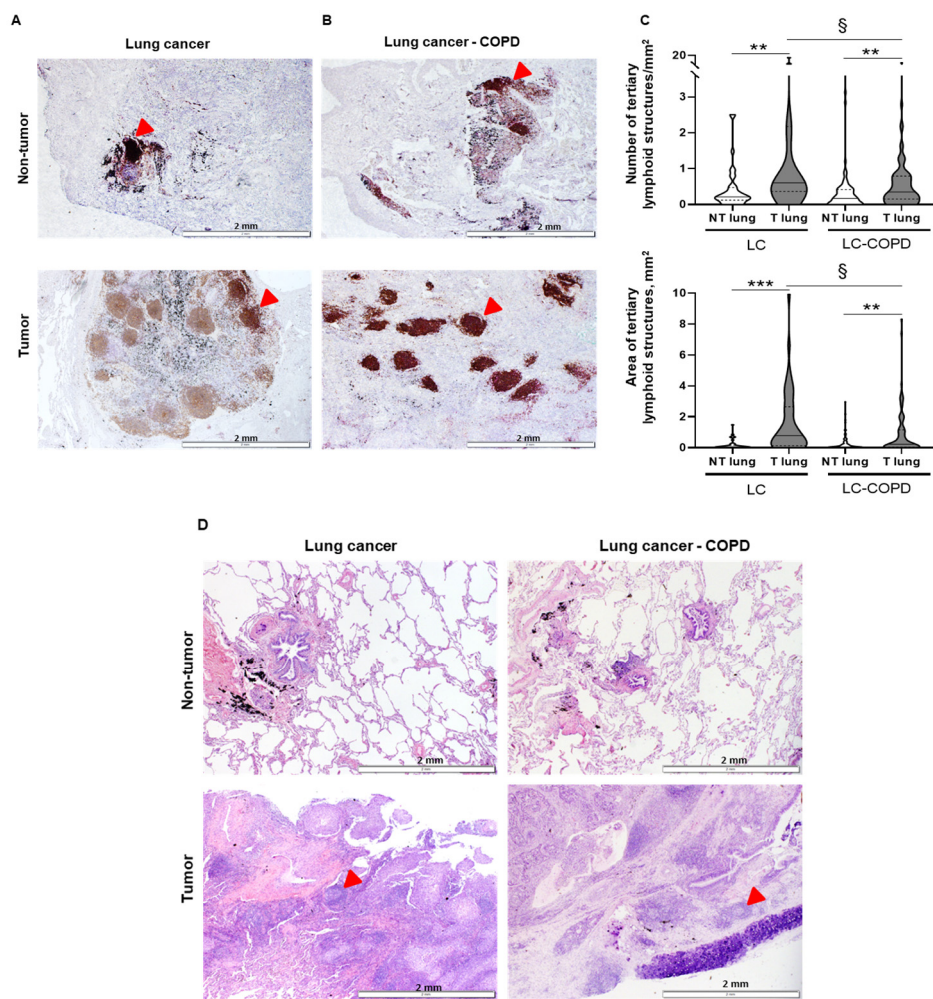 A
Lung cancer
Non-tumor
2 mm
Tumor
2 mm
B
Lung cancer - COPD
2 mm
2 mm
C
Number of tertiary
lymphoid structures/mm²
20
3
2
1
0
**
§
**
NT lung T lung NT lung T lung
LC LC-COPD
Area of tertiary
lymphoid structures, mm²
10
8
6
4
2
0
***
§
**
NT lung T lung NT lung T lung
LC LC-COPD
D
Lung cancer Lung cancer - COPD
Non-tumor
2 mm 2 mm
Tumor
2 mm 2 mm